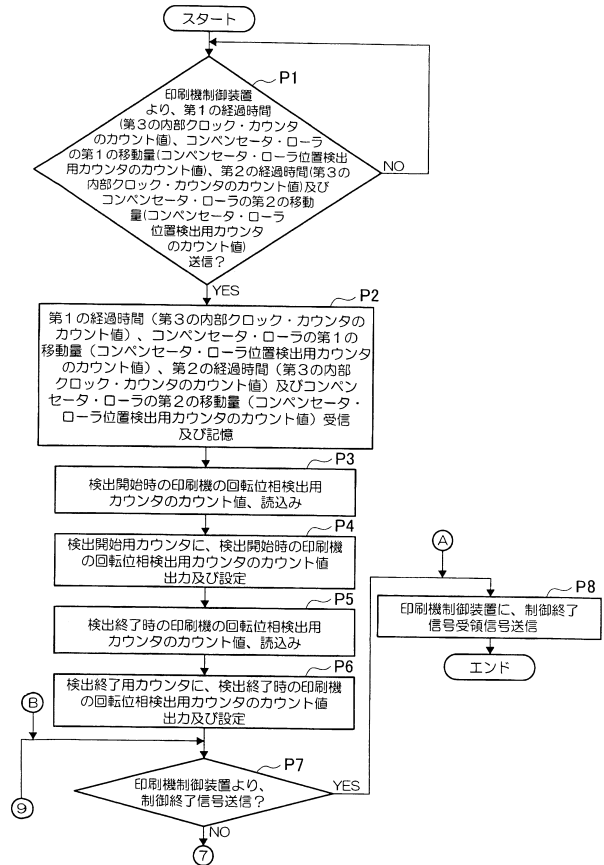 スタート
P1
印刷機制御装置
より、第1の経過時間
(第3の内部クロック・カウンタ
のカウント値)、コンペンセータ・ローラ
の第1の移動量(コンペンセータ・ローラ位置検出
用カウンタのカウント値)、第2の経過時間(第3の
内部クロック・カウンタのカウント値)及び
コンペンセータ・ローラの第2の移動
量(コンペンセータ・ローラ
位置検出用カウンタ
のカウント値)
送信?
NO
YES
P2
第1の経過時間(第3の内部クロック・カウンタの
カウント値)、コンペンセータ・ローラの第1の
移動量(コンペンセータ・ローラ位置検出用カウンタ
のカウント値)、第2の経過時間(第3の内部
クロック・カウンタのカウント値)及びコンペン
セータ・ローラの第2の移動量(コンペンセータ・
ローラ位置検出用カウンタのカウント値)受信
及び記憶
P3
検出開始時の印刷機の回転位相検出用
カウンタのカウント値、読込み
P4
検出開始用カウンタに、検出開始時の印刷機
の回転位相検出用カウンタのカウント値
出力及び設定
P5
検出終了時の印刷機の回転位相検出用
カウンタのカウント値、読込み
P6
検出終了用カウンタに、検出終了時の印刷機
の回転位相検出用カウンタのカウント値
出力及び設定
B
9
P7
印刷機制御装置より、
制御終了信号送信?
YES
NO
7
A
P8
印刷機制御装置に、制御終了
信号受領信号送信
エンド